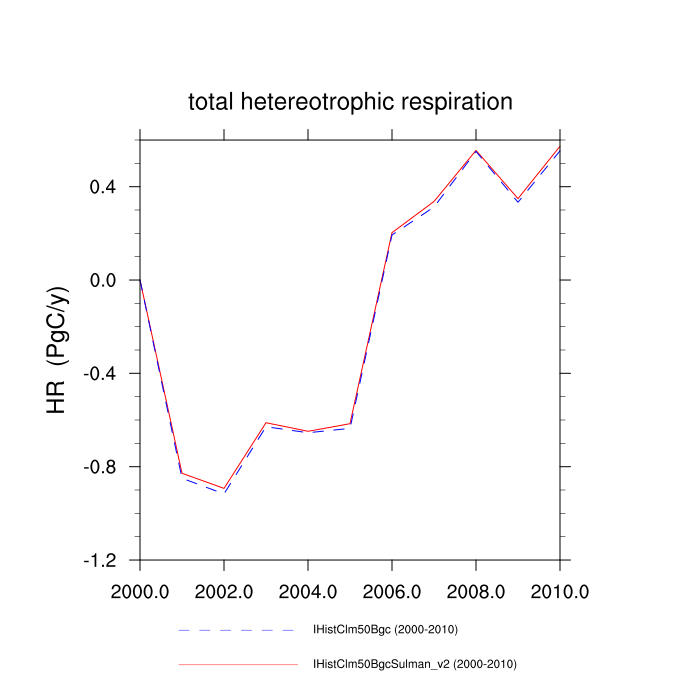 total hetereotrophic respiration
HR (PgC/y)
0.4
0.0
-0.4
-0.8
-1.2
2000.0 2002.0 2004.0 2006.0 2008.0 2010.0
IHistClm50Bgc (2000-2010)
IHistClm50BgcSulman_v2 (2000-2010)